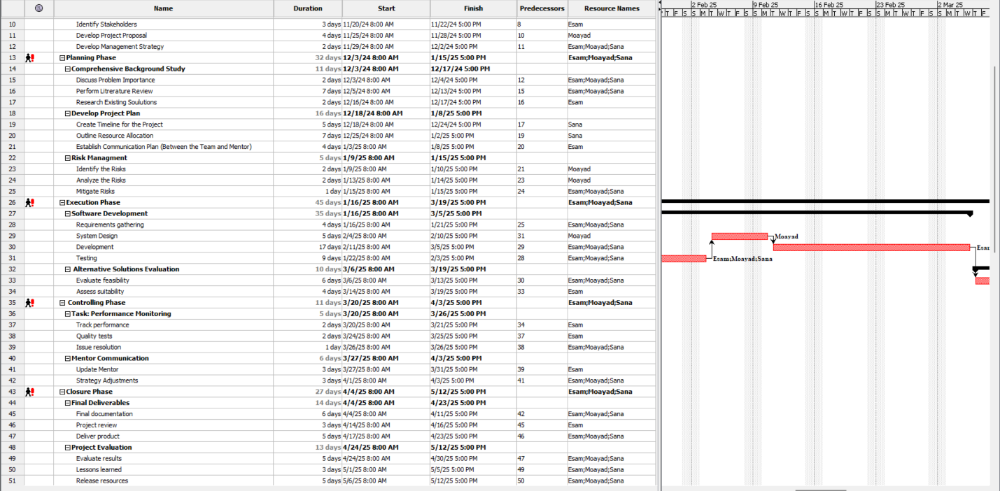 Name Duration Start Finish Predecessors Resource Names
10 Identify Stakeholders 3 days 11/20/24 8:00 AM 11/22/24 5:00 PM 8 Esam
11 Develop Project Proposal 4 days 11/25/24 8:00 AM 11/28/24 5:00 PM 10 Moayad
12 Develop Management Strategy 2 days 11/29/24 8:00 AM 12/2/24 5:00 PM 11 Esam;Moayad;Sana
13 Planning Phase 32 days 12/3/24 8:00 AM 1/15/25 5:00 PM Esam;Moayad;Sana
14 Comprehensive Background Study 11 days 12/3/24 8:00 AM 12/17/24 5:00 PM
15 Discuss Problem Importance 2 days 12/3/24 8:00 AM 12/4/24 5:00 PM 12 Esam;Moayad;Sana
16 Perform Litrerature Review 7 days 12/5/24 8:00 AM 12/13/24 5:00 PM 15 Esam;Moayad;Sana
17 Research Existing Soulutions 2 days 12/16/24 8:00 AM 12/17/24 5:00 PM 16 Esam
18 Develop Project Plan 16 days 12/18/24 8:00 AM 1/8/25 5:00 PM
19 Create Timeline for the Project 5 days 12/18/24 8:00 AM 12/24/24 5:00 PM 17 Sana
20 Outline Resource Allocation 7 days 12/25/24 8:00 AM 1/2/25 5:00 PM 19 Sana
21 Establish Communication Plan (Between the Team and Mentor) 4 days 1/3/25 8:00 AM 1/8/25 5:00 PM 20 Esam
22 Risk Managment 5 days 1/9/25 8:00 AM 1/15/25 5:00 PM
23 Identify the Risks 2 days 1/9/25 8:00 AM 1/10/25 5:00 PM 21 Moayad
24 Analyze the Risks 2 days 1/13/25 8:00 AM 1/14/25 5:00 PM 23 Moayad
25 Mitigate Risks 1 day 1/15/25 8:00 AM 1/15/25 5:00 PM 24 Esam;Moayad;Sana
26 Execution Phase 45 days 1/16/25 8:00 AM 3/19/25 5:00 PM Esam;Moayad;Sana
27 Software Development 35 days 1/16/25 8:00 AM 3/5/25 5:00 PM
28 Requirements gathering 4 days 1/16/25 8:00 AM 1/21/25 5:00 PM 25 Esam;Moayad;Sana
29 System Design 5 days 2/4/25 8:00 AM 2/10/25 5:00 PM 31 Moayad
30 Development 17 days 2/11/25 8:00 AM 3/5/25 5:00 PM 29 Esam;Moayad;Sana
31 Testing 9 days 1/22/25 8:00 AM 2/3/25 5:00 PM 28 Esam;Moayad;Sana
32 Alternative Solutions Evaluation 10 days 3/6/25 8:00 AM 3/19/25 5:00 PM
33 Evaluate feasibility 6 days 3/6/25 8:00 AM 3/13/25 5:00 PM 30 Esam;Moayad;Sana
34 Assess suitability 4 days 3/14/25 8:00 AM 3/19/25 5:00 PM 33 Esam
35 Controlling Phase 11 days 3/20/25 8:00 AM 4/3/25 5:00 PM Esam;Moayad;Sana
36 Task: Performance Monitoring 5 days 3/20/25 8:00 AM 3/26/25 5:00 PM
37 Track performance 2 days 3/20/25 8:00 AM 3/21/25 5:00 PM 34 Esam
38 Quality tests 2 days 3/24/25 8:00 AM 3/25/25 5:00 PM 37 Esam
39 Issue resolution 1 day 3/26/25 8:00 AM 3/26/25 5:00 PM 38 Esam;Moayad;Sana
40 Mentor Communication 6 days 3/27/25 8:00 AM 4/3/25 5:00 PM
41 Update Mentor 3 days 3/27/25 8:00 AM 3/31/25 5:00 PM 39 Esam
42 Strategy Adjustments 3 days 4/1/25 8:00 AM 4/3/25 5:00 PM 41 Esam;Moayad;Sana
43 Closure Phase 27 days 4/4/25 8:00 AM 5/12/25 5:00 PM Esam;Moayad;Sana
44 Final Deliverables 14 days 4/4/25 8:00 AM 4/23/25 5:00 PM
45 Final documentation 6 days 4/4/25 8:00 AM 4/11/25 5:00 PM 42 Esam;Moayad;Sana
46 Project review 3 days 4/14/25 8:00 AM 4/16/25 5:00 PM 45 Esam
47 Deliver product 5 days 4/17/25 8:00 AM 4/23/25 5:00 PM 46 Esam;Moayad;Sana
48 Project Evaluation 13 days 4/24/25 8:00 AM 5/12/25 5:00 PM
49 Evaluate results 5 days 4/24/25 8:00 AM 4/30/25 5:00 PM 47 Esam;Moayad;Sana
50 Lessons learned 3 days 5/1/25 8:00 AM 5/5/25 5:00 PM 49 Esam;Moayad;Sana
51 Release resources 5 days 5/6/25 8:00 AM 5/12/25 5:00 PM 50 Esam;Moayad;Sana
2 Feb 25 9 Feb 25 16 Feb 25 23 Feb 25 2 Mar 25
T F S S M T W T F S S M T W T F S S M T W T F S S M T W T F S S M T W T F
Moayad
Esam;Moayad;Sana